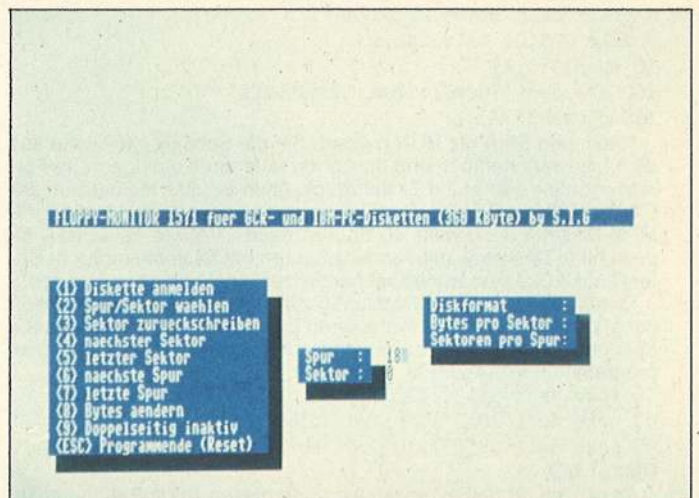 FLOPPY-MONITOR 1571 fuer GCR- und IBM-PC-Disketten (360 KByte) by S.I.G
<1> Diskette anmelden
<2> Spur/Sektor waehlen
<3> Sektor zurueckschreiben
<4> naechster Sektor
<5> letzter Sektor
<6> naechste Spur
<7> letzte Spur
<8> Bytes aendern
<9> Doppelseitig inaktiv
<ESC> Programmende (Reset)
Spur :
Sektor : 0
Diskformat :
Bytes pro Sektor :
Sektoren pro Spur: